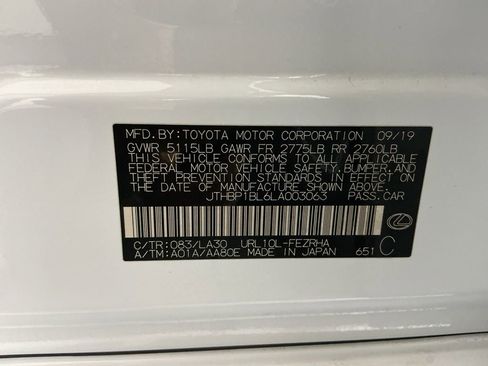 MFD.BY:TOYOTA MOTOR CORPORATION 09/19
GVWR 5115LB GAWR FR 2775LB RR 2760LB
THIS VEHICLE CONFORMS TO ALL APPLICABLE
FEDERAL MOTOR VEHICLE SAFETY, BUMPER, AND
THEFT PREVENTION STANDARDS IN EFFECT ON
THE DATE OF MANUFACTURE SHOWN ABOVE.
JTHBP1BL6LA003063 PASS.CAR
C/TR:083/LA30 URL10L-FEZRHA
A/TM:A01A/AA80E MADE IN JAPAN 651 C